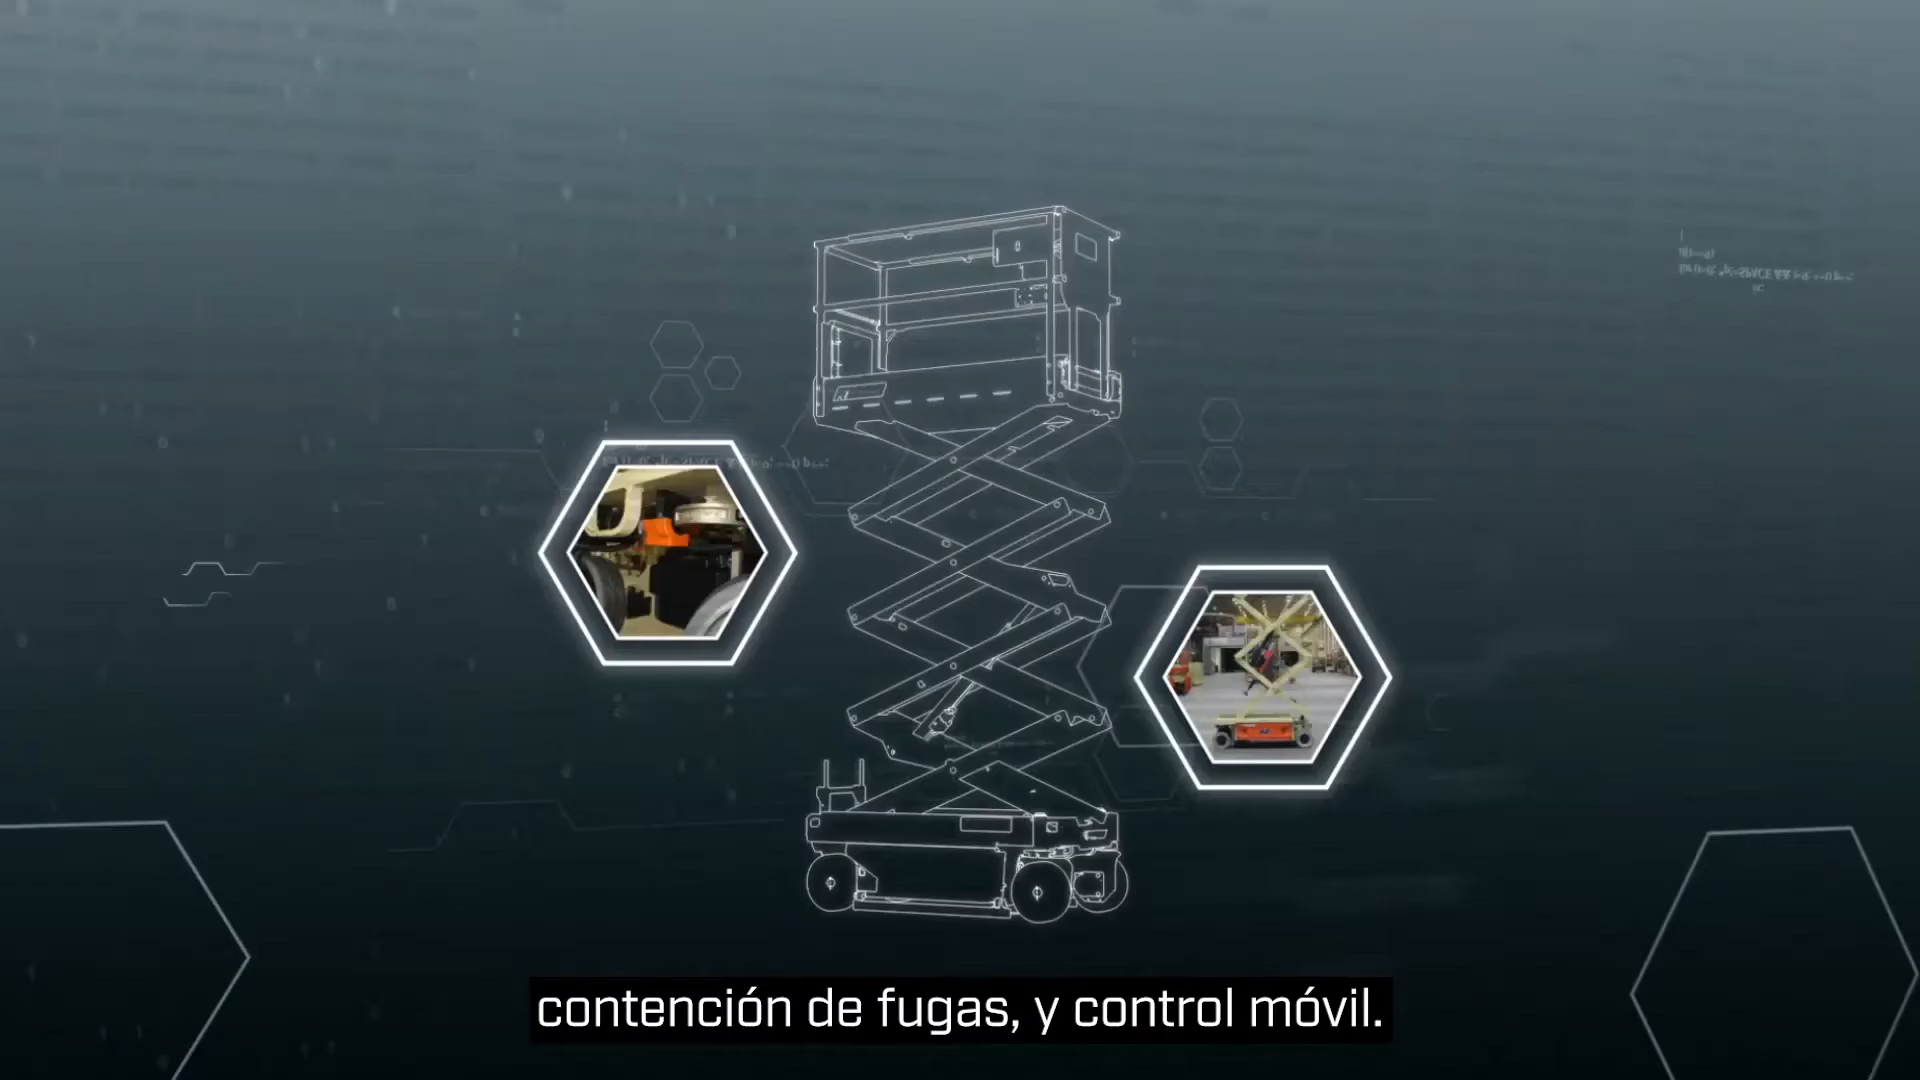 contención de fugas, y control móvil.